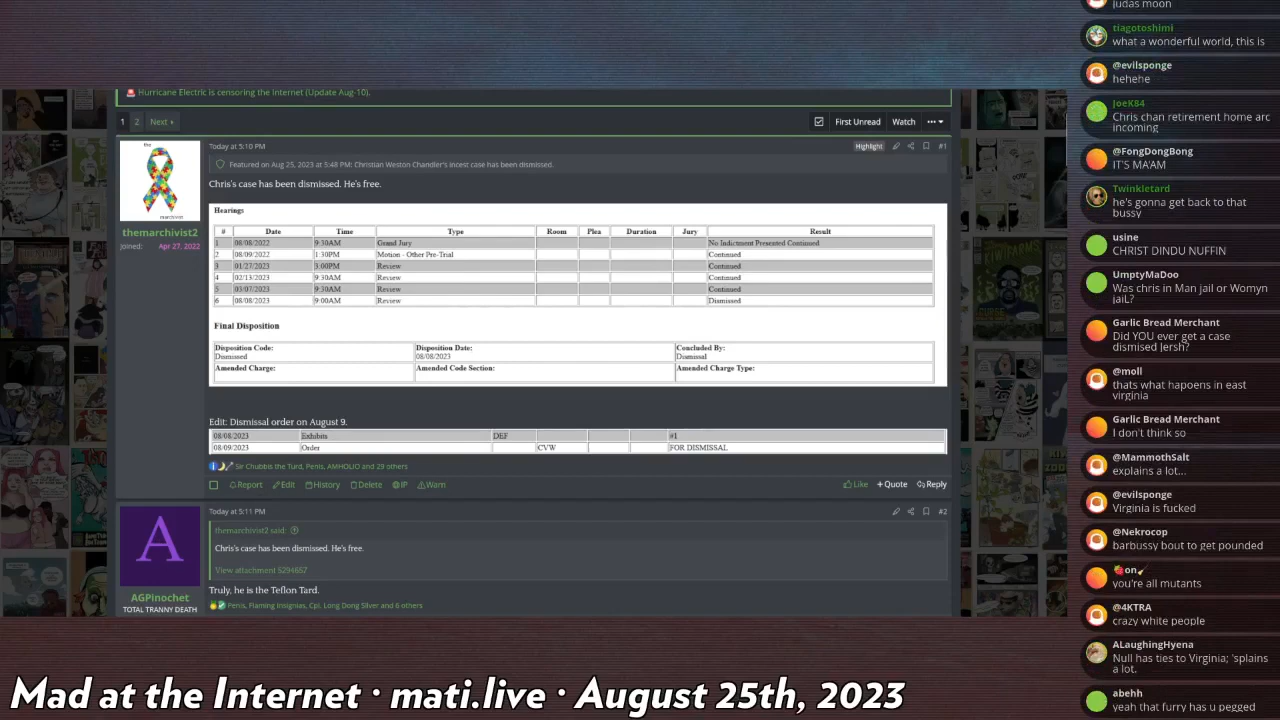 🚨 Hurricane Electric is censoring the Internet (Update Aug-10).
1 2 Next
First Unread Watch
Today at 5:10 PM
Highlight #1
Featured on Aug 25, 2023 at 5:48 PM: Christian Weston Chandler's incest case has been dismissed.
Chris's case has been dismissed. He's free.
the
marchivist
themarchivist2
Joined: Apr 27, 2022
Hearings
# Date Time Type Room Plea Duration Jury Result
1 08/08/2022 9:30AM Grand Jury No Indictment Presented Continued
2 08/09/2022 1:30PM Motion - Other Pre-Trial Continued
3 01/27/2023 3:00PM Review Continued
4 02/13/2023 9:30AM Review Continued
5 03/07/2023 9:30AM Review Continued
6 08/08/2023 9:00AM Review Dismissed
Final Disposition
Disposition Code: Disposition Date: Concluded By:
Dismissed 08/08/2023 Dismissal
Amended Charge: Amended Code Section: Amended Charge Type:
Edit: Dismissal order on August 9.
08/08/2023 Exhibits DEF #1
08/09/2023 Order CVW FOR DISMISSAL
Sir Chubbis the Turd, Penis, AMHOLIO and 29 others
Report Edit History Delete IP Warn
Like + Quote Reply
Today at 5:11 PM
#2
A
AGPinochet
TOTAL TRANNY DEATH
themarchivist2 said:
Chris's case has been dismissed. He's free.
View attachment 5294657
Truly, he is the Teflon Tard.
Penis, Flaming Insignias, Cpl. Long Dong Silver and 6 others
Mad at the Internet · mati.live · August 25th, 2023
judas moon
tiagotoshimi
what a wonderful world, this is
@evilsponge
hehehe
JoeK84
Chris chan retirement home arc
incoming
@FongDongBong
IT'S MA'AM
Twinkletard
he's gonna get back to that
bussy
usine
CHRIST DINDU NUFFIN
UmptyMaDoo
Was chris in Man jail or womyn
jail?
Garlic Bread Merchant
Good u ever get a case
dismised Jersh?
@moll
thats what hapoens in east
virginia
Garlic Bread Merchant
I don't think so
@MammothSalt
explains a lot...
@evilsponge
Virginia is fucked
@Nekrocop
barbussy bout to get pounded
🍓on
you're all mutants
@4KTRA
crazy white people
ALaughingHyena
Null has ties to Virginia; 'splains
a lot.
abehh
yeah that furry has u pegged